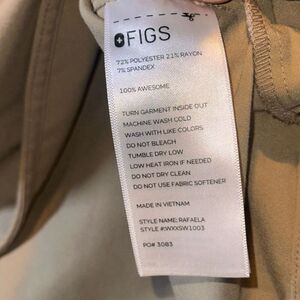 FIGS
72% POLYESTER 21% RAYON
7% SPANDEX
100% AWESOME
TURN GARMENT INSIDE OUT
MACHINE WASH COLD
WASH WITH LIKE COLORS
DO NOT BLEACH
TUMBLE DRY LOW
LOW HEAT IRON IF NEEDED
DO NOT DRY CLEAN
DO NOT USE FABRIC SOFTENER
MADE IN VIETNAM
STYLE NAME: RAFAELA
STYLE #WXXSW1003
PO# 3083